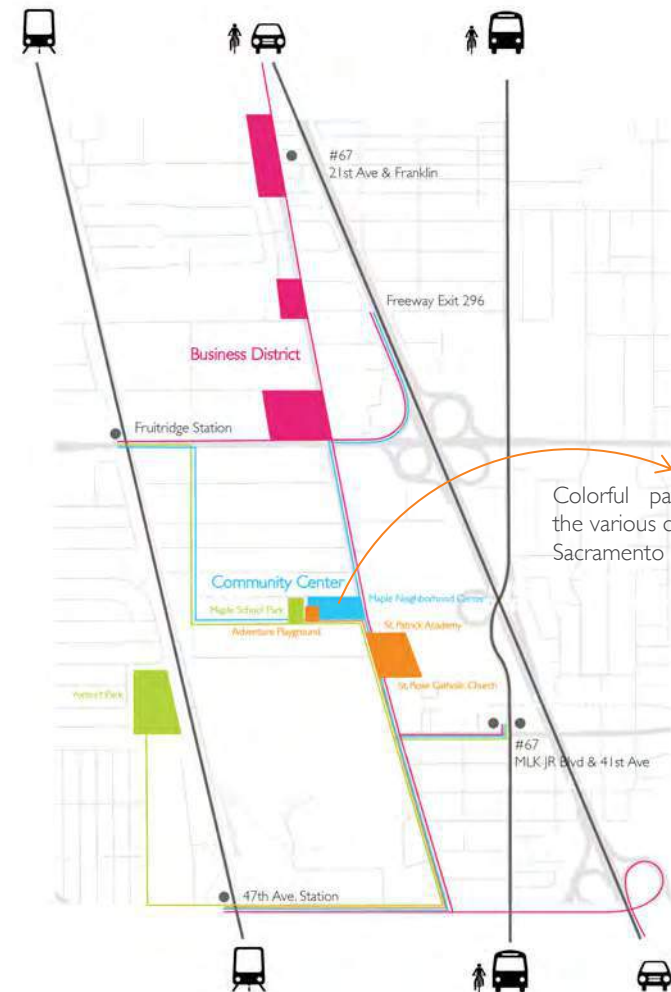 #67
21st Ave & Franklin
Freeway Exit 296
Business District
Fruitridge Station
Colorful pa
the various c
Sacramento
Community Center
Maple School Park
Maple Neighborhood Center
Adventure Playground
St. Patrick Academy
St. Rose Catholic Church
Park
#67
MLK JR Blvd & 41st Ave
47th Ave. Station